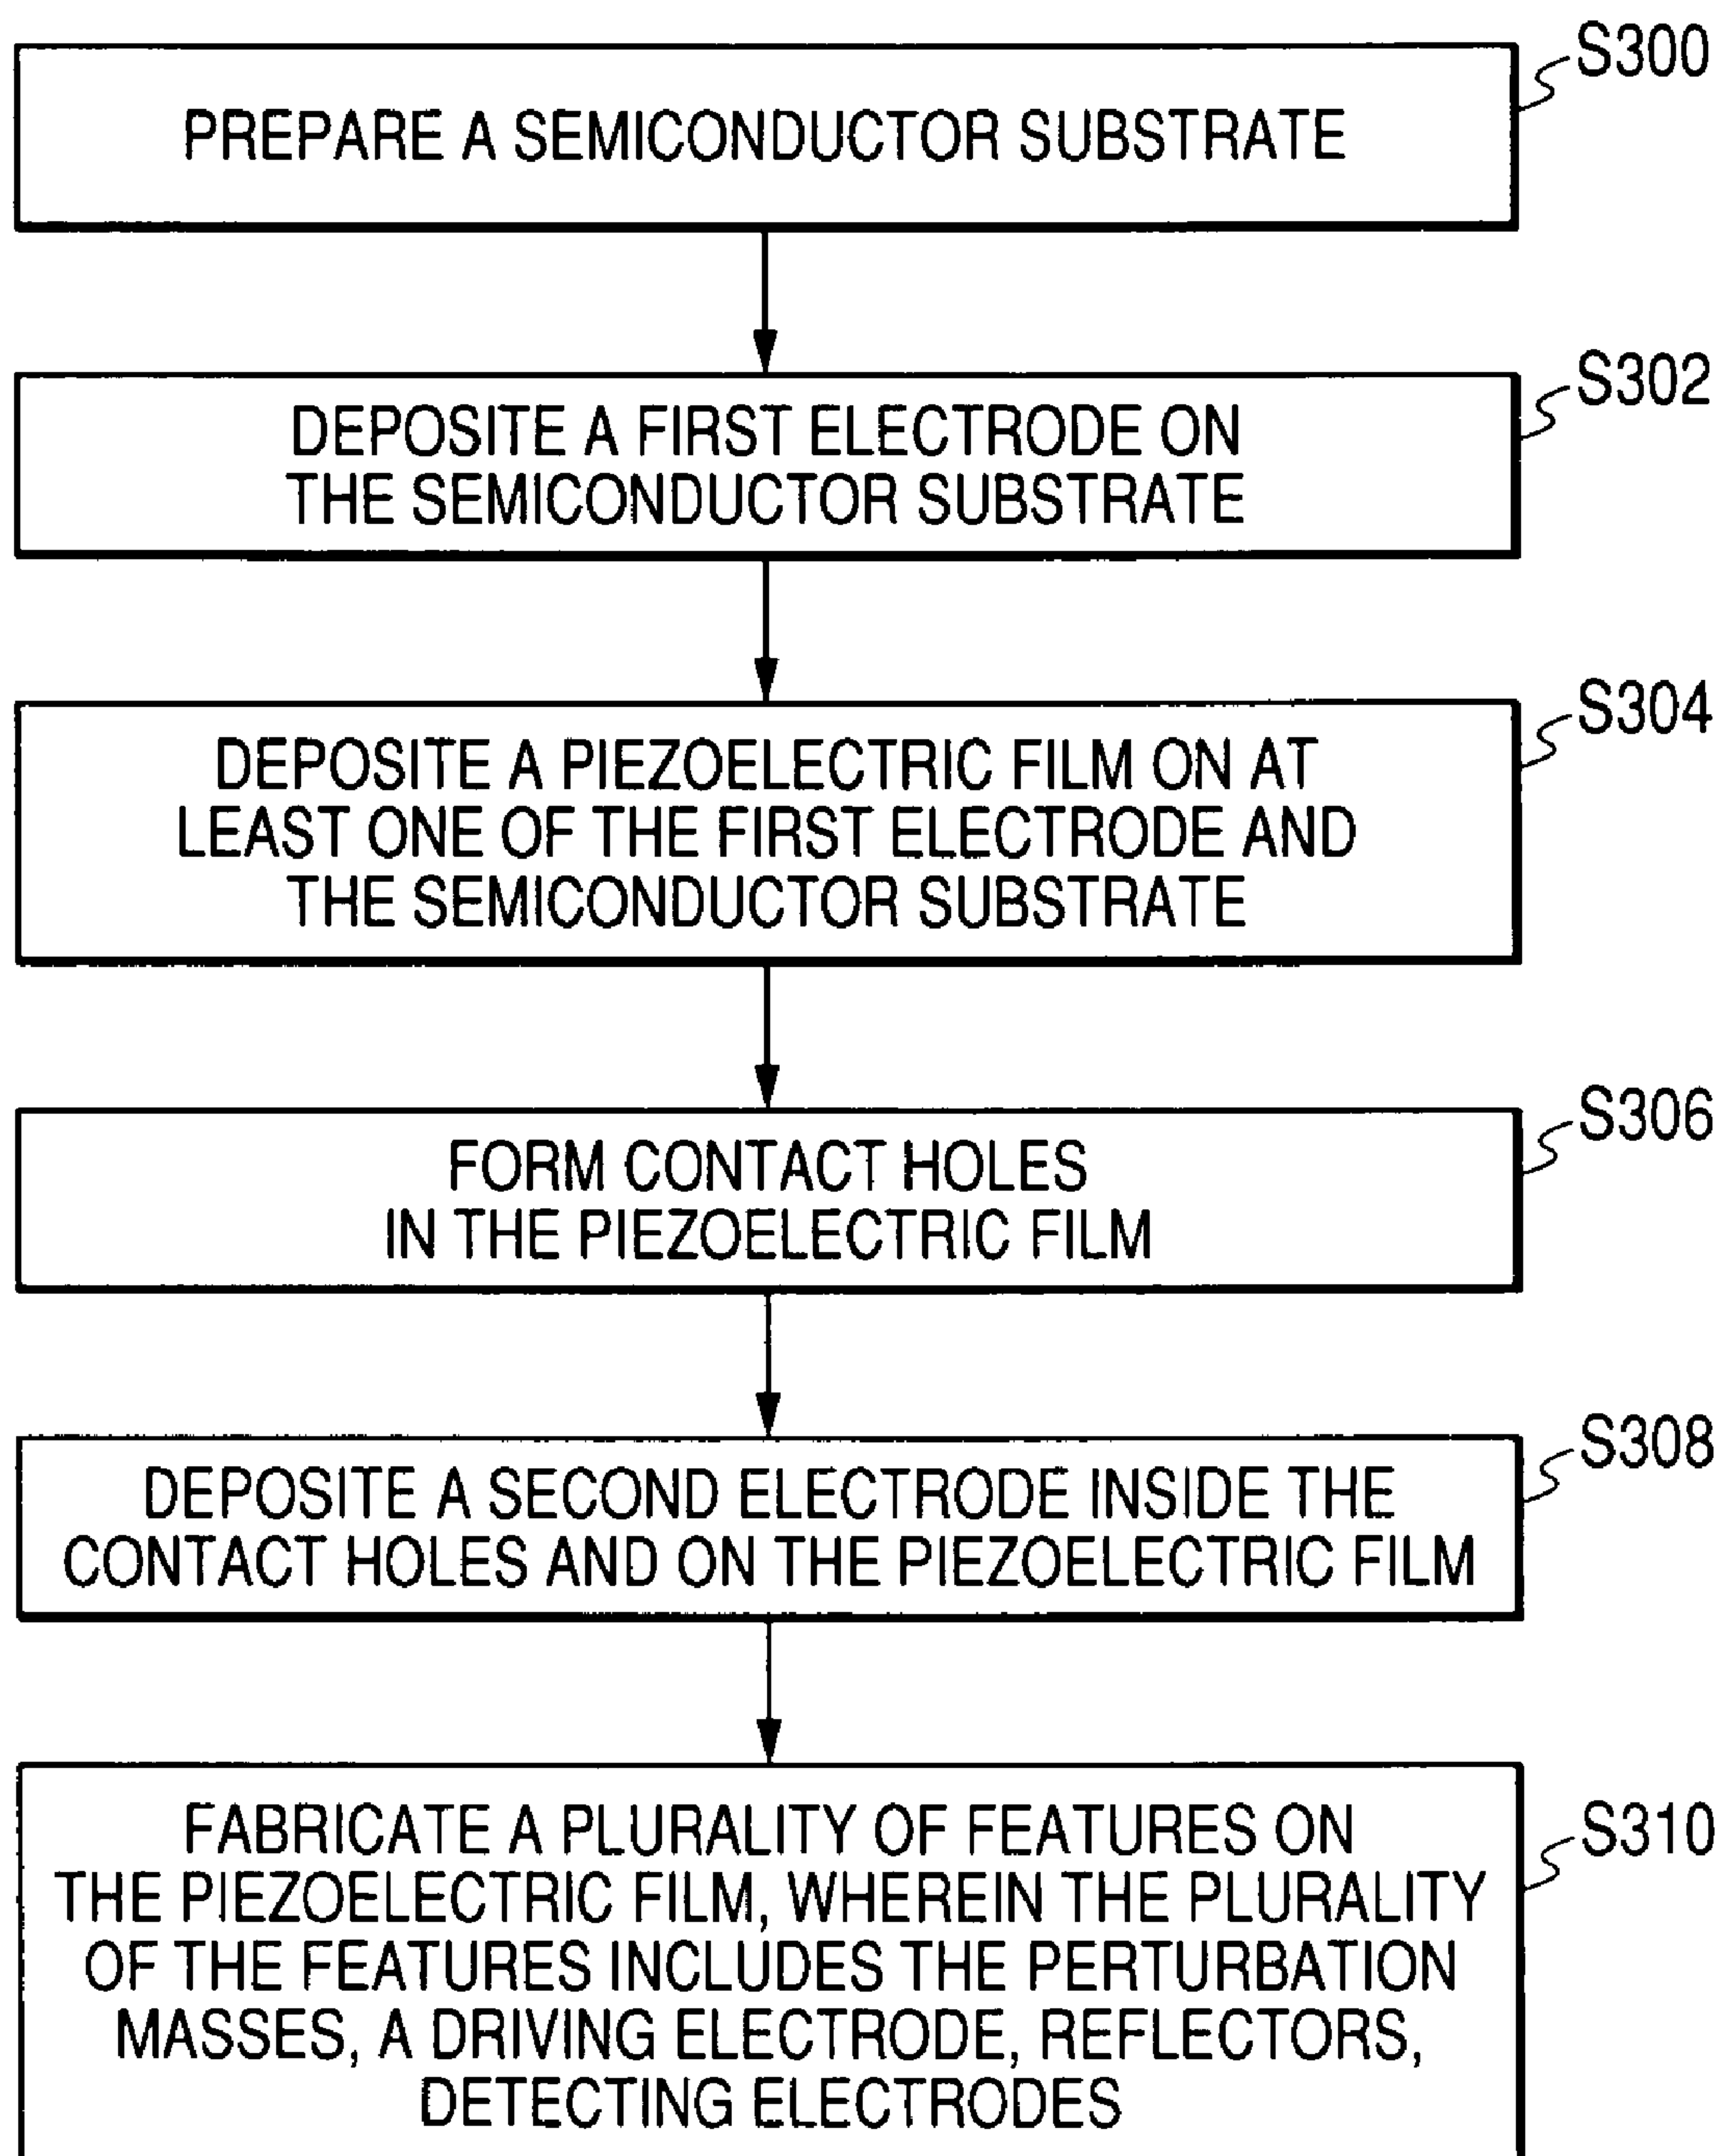 S300
PREPARE A SEMICONDUCTOR SUBSTRATE
S302
DEPOSITE A FIRST ELECTRODE ON
THE SEMICONDUCTOR SUBSTRATE
S304
DEPOSITE A PIEZOELECTRIC FILM ON AT
LEAST ONE OF THE FIRST ELECTRODE AND
THE SEMICONDUCTOR SUBSTRATE
S306
FORM CONTACT HOLES
IN THE PIEZOELECTRIC FILM
S308
DEPOSITE A SECOND ELECTRODE INSIDE THE
CONTACT HOLES AND ON THE PIEZOELECTRIC FILM
S310
FABRICATE A PLURALITY OF FEATURES ON
THE PIEZOELECTRIC FILM, WHEREIN THE PLURALITY
OF THE FEATURES INCLUDES THE PERTURBATION
MASSES, A DRIVING ELECTRODE, REFLECTORS,
DETECTING ELECTRODES